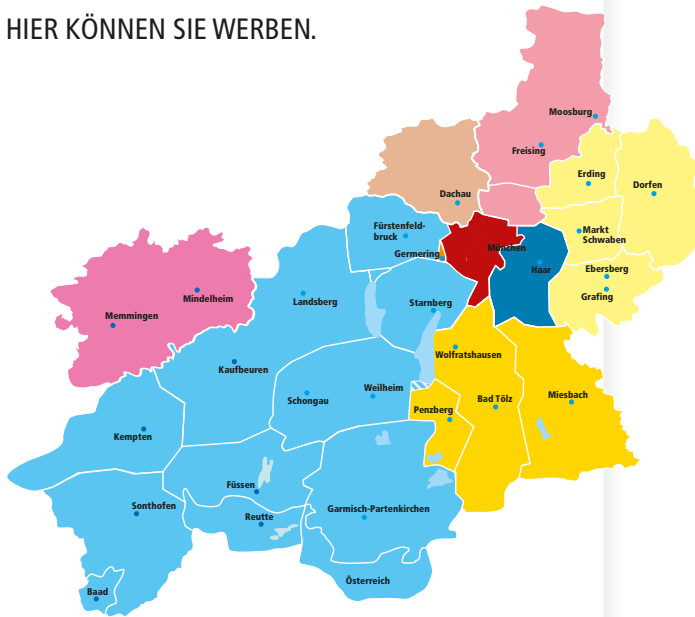 HIER KÖNNEN SIE WERBEN.
Moosburg
Freising
Erding
Dorfen
Dachau
Fürstenfeld-
bruck
Germering
München
Markt
Schwaben
Haar
Ebersberg
Grafing
Mindelheim
Memmingen
Landsberg
Starnberg
Wolfratshausen
Kaufbeuren
Schongau
Weilheim
Penzberg
Bad Tölz
Miesbach
Kempten
Füssen
Sonthofen
Reutte
Garmisch-Partenkirchen
Österreich
Baad